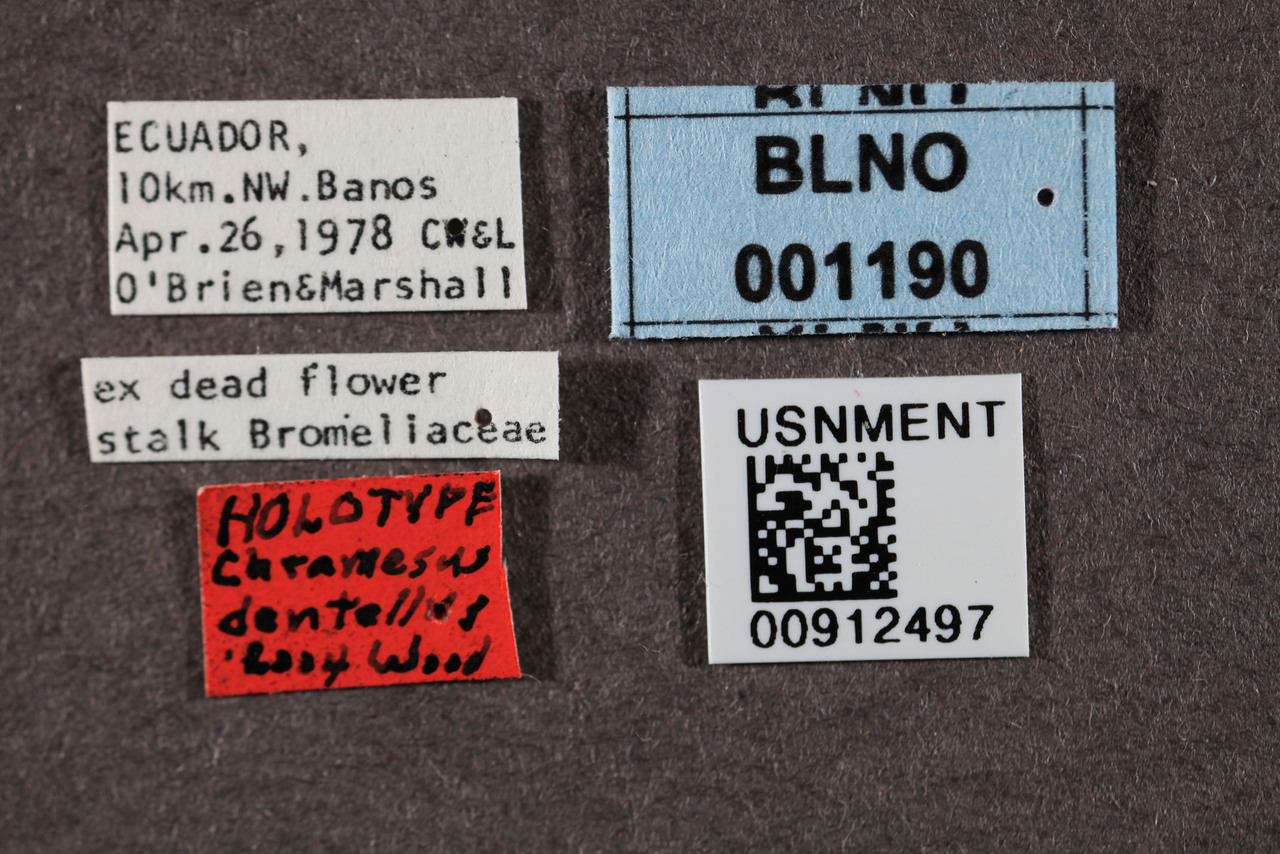 ECUADOR,
10km.NW.Banos
Apr.26,1978 CW&L
O'Brien&Marshall
ex dead flower
stalk Bromeliaceae
HOLOTYPE
Chramesus
dentellus
Wood
BLNO
001190
USNMENT
00912497